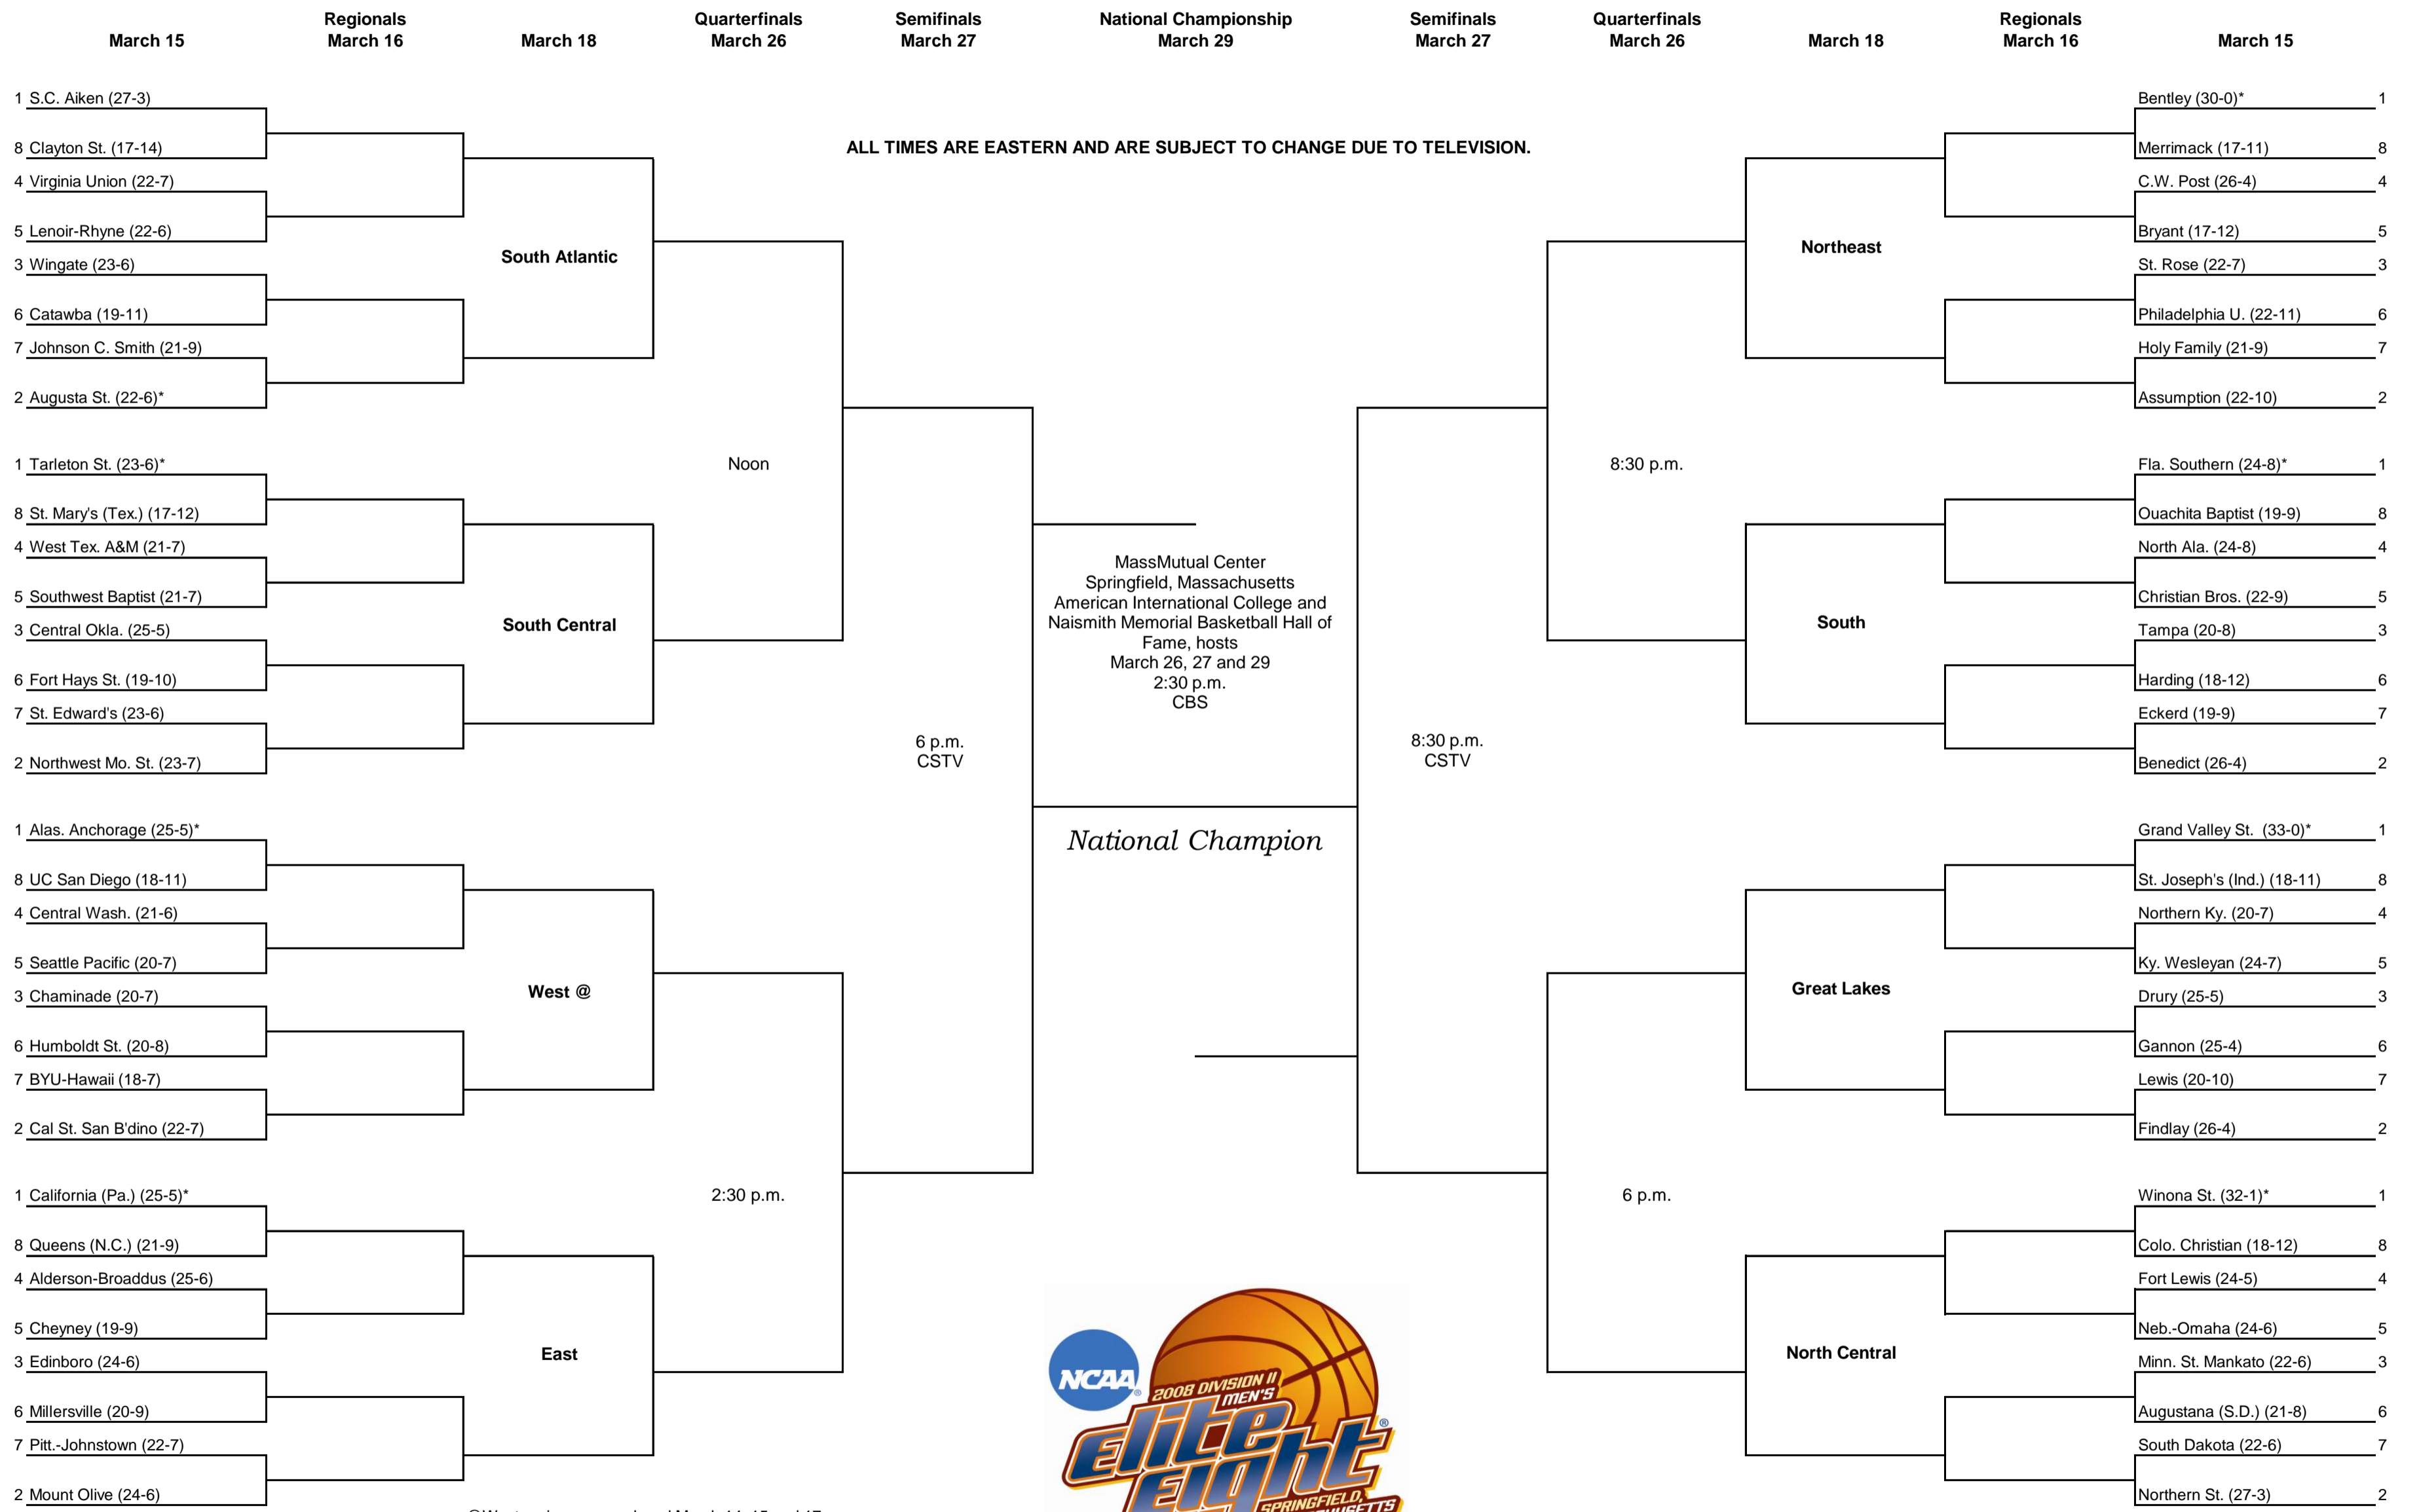 Regionals Quarterfinals Semifinals National Championship Semifinals Quarterfinals Regionals
March 15 March 16 March 18 March 26 March 27 March 29 March 27 March 26 March 18 March 16 March 15
1 S.C. Aiken (27-3)
8 Clayton St. (17-14)
4 Virginia Union (22-7)
5 Lenoir-Rhyne (22-6)
South Atlantic
3 Wingate (23-6)
6 Catawba (19-11)
7 Johnson C. Smith (21-9)
2 Augusta St. (22-6)*
Noon
1 Tarleton St. (23-6)*
8 St. Mary's (Tex.) (17-12)
4 West Tex. A&M (21-7)
5 Southwest Baptist (21-7)
South Central
3 Central Okla. (25-5)
6 Fort Hays St. (19-10)
7 St. Edward's (23-6)
2 Northwest Mo. St. (23-7)
6 p.m.
CSTV
1 Alas. Anchorage (25-5)*
8 UC San Diego (18-11)
4 Central Wash. (21-6)
5 Seattle Pacific (20-7)
West @
3 Chaminade (20-7)
6 Humboldt St. (20-8)
7 BYU-Hawaii (18-7)
2 Cal St. San B'dino (22-7)
2:30 p.m.
1 California (Pa.) (25-5)*
8 Queens (N.C.) (21-9)
4 Alderson-Broaddus (25-6)
5 Cheyney (19-9)
East
3 Edinboro (24-6)
6 Millersville (20-9)
7 Pitt.-Johnstown (22-7)
2 Mount Olive (24-6)
ALL TIMES ARE EASTERN AND ARE SUBJECT TO CHANGE DUE TO TELEVISION.
MassMutual Center
Springfield, Massachusetts
American International College and
Naismith Memorial Basketball Hall of
Fame, hosts
March 26, 27 and 29
2:30 p.m.
CBS
National Champion
NCAA®
2008 DIVISION II
MEN'S
Elite
Eight®
SPRINGFIELD,
Bentley (30-0)* 1
Merrimack (17-11) 8
C.W. Post (26-4) 4
Bryant (17-12) 5
Northeast
St. Rose (22-7) 3
Philadelphia U. (22-11) 6
Holy Family (21-9) 7
Assumption (22-10) 2
8:30 p.m.
Fla. Southern (24-8)* 1
Ouachita Baptist (19-9) 8
North Ala. (24-8) 4
Christian Bros. (22-9) 5
South
Tampa (20-8) 3
Harding (18-12) 6
Eckerd (19-9) 7
Benedict (26-4) 2
8:30 p.m.
CSTV
Grand Valley St. (33-0)* 1
St. Joseph's (Ind.) (18-11) 8
Northern Ky. (20-7) 4
Ky. Wesleyan (24-7) 5
Great Lakes
Drury (25-5) 3
Gannon (25-4) 6
Lewis (20-10) 7
Findlay (26-4) 2
6 p.m.
Winona St. (32-1)* 1
Colo. Christian (18-12) 8
Fort Lewis (24-5) 4
Neb.-Omaha (24-6) 5
North Central
Minn. St. Mankato (22-6) 3
Augustana (S.D.) (21-8) 6
South Dakota (22-6) 7
Northern St. (27-3) 2